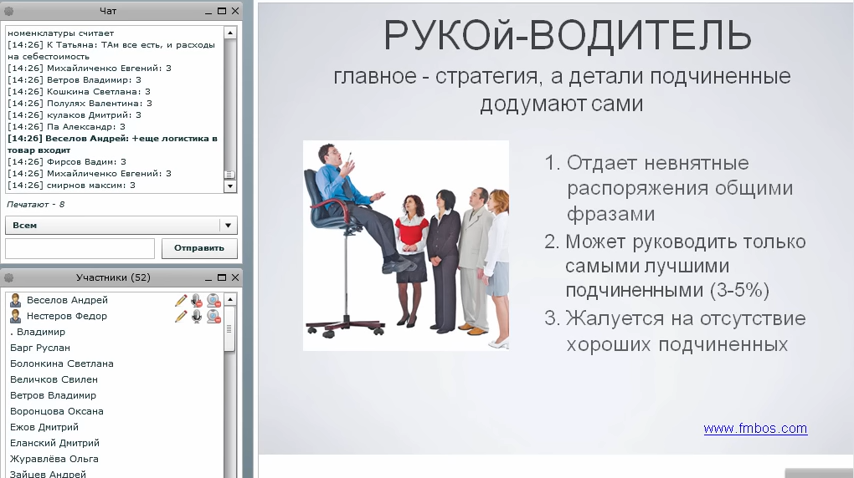 Чат
номенклатуры считает
[14:26] К Татьяна: ТАм все есть, и расходы
на себестоимость
[14:26] Михайличенко Евгений: 3
[14:26] Ветров Владимир: 3
[14:26] Кошкина Светлана: 3
[14:26] Полулях Валентина: 3
[14:26] кулаков Дмитрий: 3
[14:26] Па Александр: 3
[14:26] Веселов Андрей: +еще логистика в
товар входит
[14:26] Фирсов Вадим: 3
[14:26] Михайличенко Евгений: 3
[14:26] смирнов максим: 3
Печатают - 8
Всем
Отправить
Участники (52)
Веселов Андрей
Нестеров Федор
. Владимир
Барг Руслан
Болонкина Светлана
Величков Свилен
Ветров Владимир
Воронцова Оксана
Ежов Дмитрий
Еланский Дмитрий
Журавлёва Ольга
Зайцев Андрей
РУКОй-ВОДИТЕЛЬ
главное - стратегия, а детали подчиненные
додумают сами
1. Отдает невнятные
распоряжения общими
фразами
2. Может руководить только
самыми лучшими
подчиненными (3-5%)
3. Жалуется на отсутствие
хороших подчиненных
www.fmbos.com